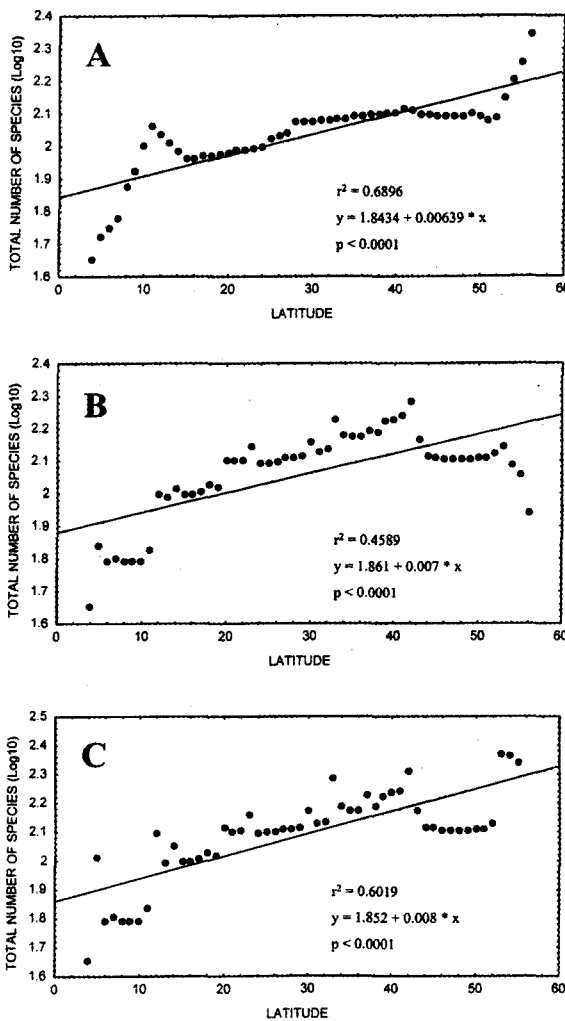 A
TOTAL NUMBER OF SPECIES (Log10)
2.4
2.3
2.2
2.1
2.0
1.9
1.8
1.7
1.6
r² = 0.6896
y = 1.8434 + 0.00639 * x
p < 0.0001
0 10 20 30 40 50 60
LATITUDE
B
TOTAL NUMBER OF SPECIES (Log10)
2.4
2.3
2.2
2.1
2.0
1.9
1.8
1.7
1.6
r² = 0.4589
y = 1.861 + 0.007 * x
p < 0.0001
0 10 20 30 40 50 60
LATITUDE
C
TOTAL NUMBER OF SPECIES (Log10)
2.5
2.4
2.3
2.2
2.1
2.0
1.9
1.8
1.7
1.6
r² = 0.6019
y = 1.852 + 0.008 * x
p < 0.0001
0 10 20 30 40 50 60
LATITUDE